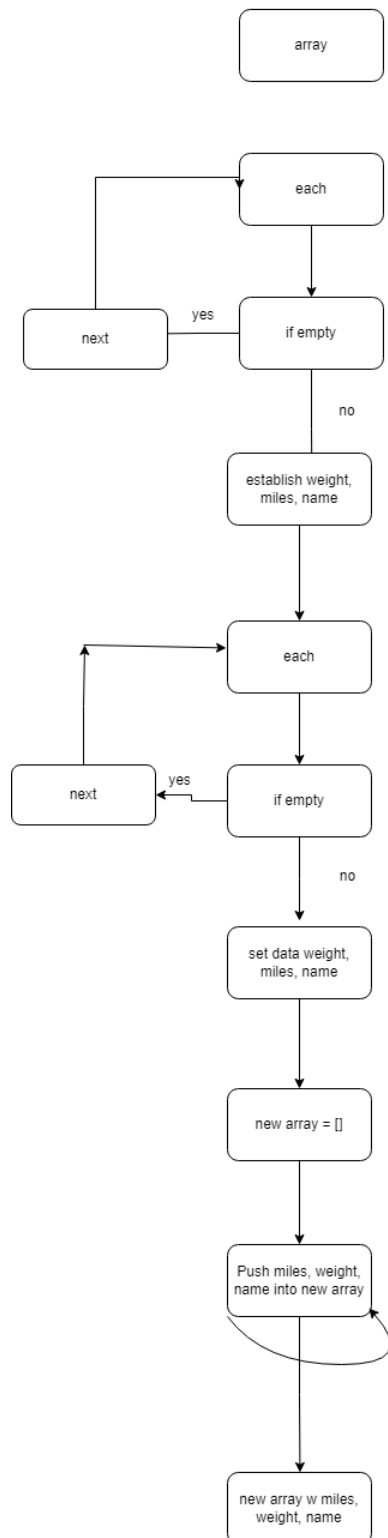 array
each
yes
next
if empty
no
establish weight,
miles, name
each
yes
next
if empty
no
set data weight,
miles, name
new array = []
Push miles, weight,
name into new array
new array w miles,
weight, name